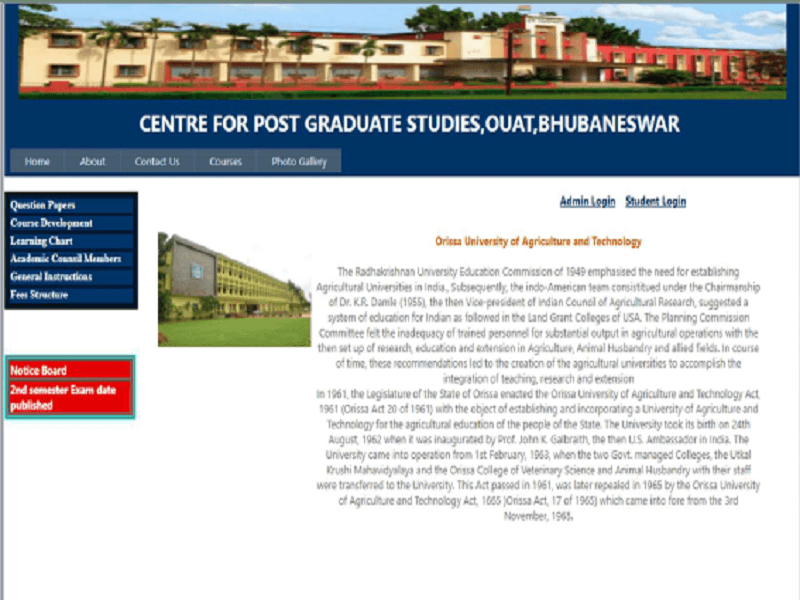 CENTRE FOR POST GRADUATE STUDIES,OUAT,BHUBANESWAR
Home About Contact Us Courses Photo Gallery
Question Papers
Course Development
Learning Chart
Academic Council Members
General Instructions
Fees Structure
Notice Board
2nd semester Exam date
published
Admin Login Student Login
Orissa University of Agriculture and Technology
The Radhakrishnan University Education Commission of 1949 emphasised the need for establishing
Agricultural Universities in India., Subsequently, the indo-American team consistitued under the Chairmanship
of Dr. K.R. Damle (1955), the then Vice-president of Indian Council of Agricultural Research, suggested a
system of education for Indian as followed in the Land Grant Colleges of USA. The Planning Commission
Committee felt the inadequacy of trained personnel for substantial output in agricultural operations with the
then set up of research, education and extension in Agriculture, Animal Husbandry and allied fields. In course
of time, these recommendations led to the creation of the agricultural universities to accomplish the
integration of teaching, research and extension
In 1961, the Legislature of the State of Orissa enacted the Orissa University of Agriculture and Technology Act,
1961 (Orissa Act 20 of 1961) with the object of establishing and incorporating a University of Agriculture and
Technology for the agricultural education of the people of the State. The University took its birth on 24th
August, 1962 when it was inaugurated by Prof. John K. Galbraith, the then U.S. Ambassador in India. The
University came into operation from 1st February, 1963, when the two Govt. managed Colleges, the Utkal
Krushi Mahavidyalaya and the Orissa College of Veterinary Science and Animal Husbandry with their staff
were transferred to the University. This Act passed in 1961, was later repealed in 1965 by the Orissa University
of Agriculture and Technology Act, 1665 )Orissa Act, 17 of 1965) which came into fore from the 3rd
November, 1965.